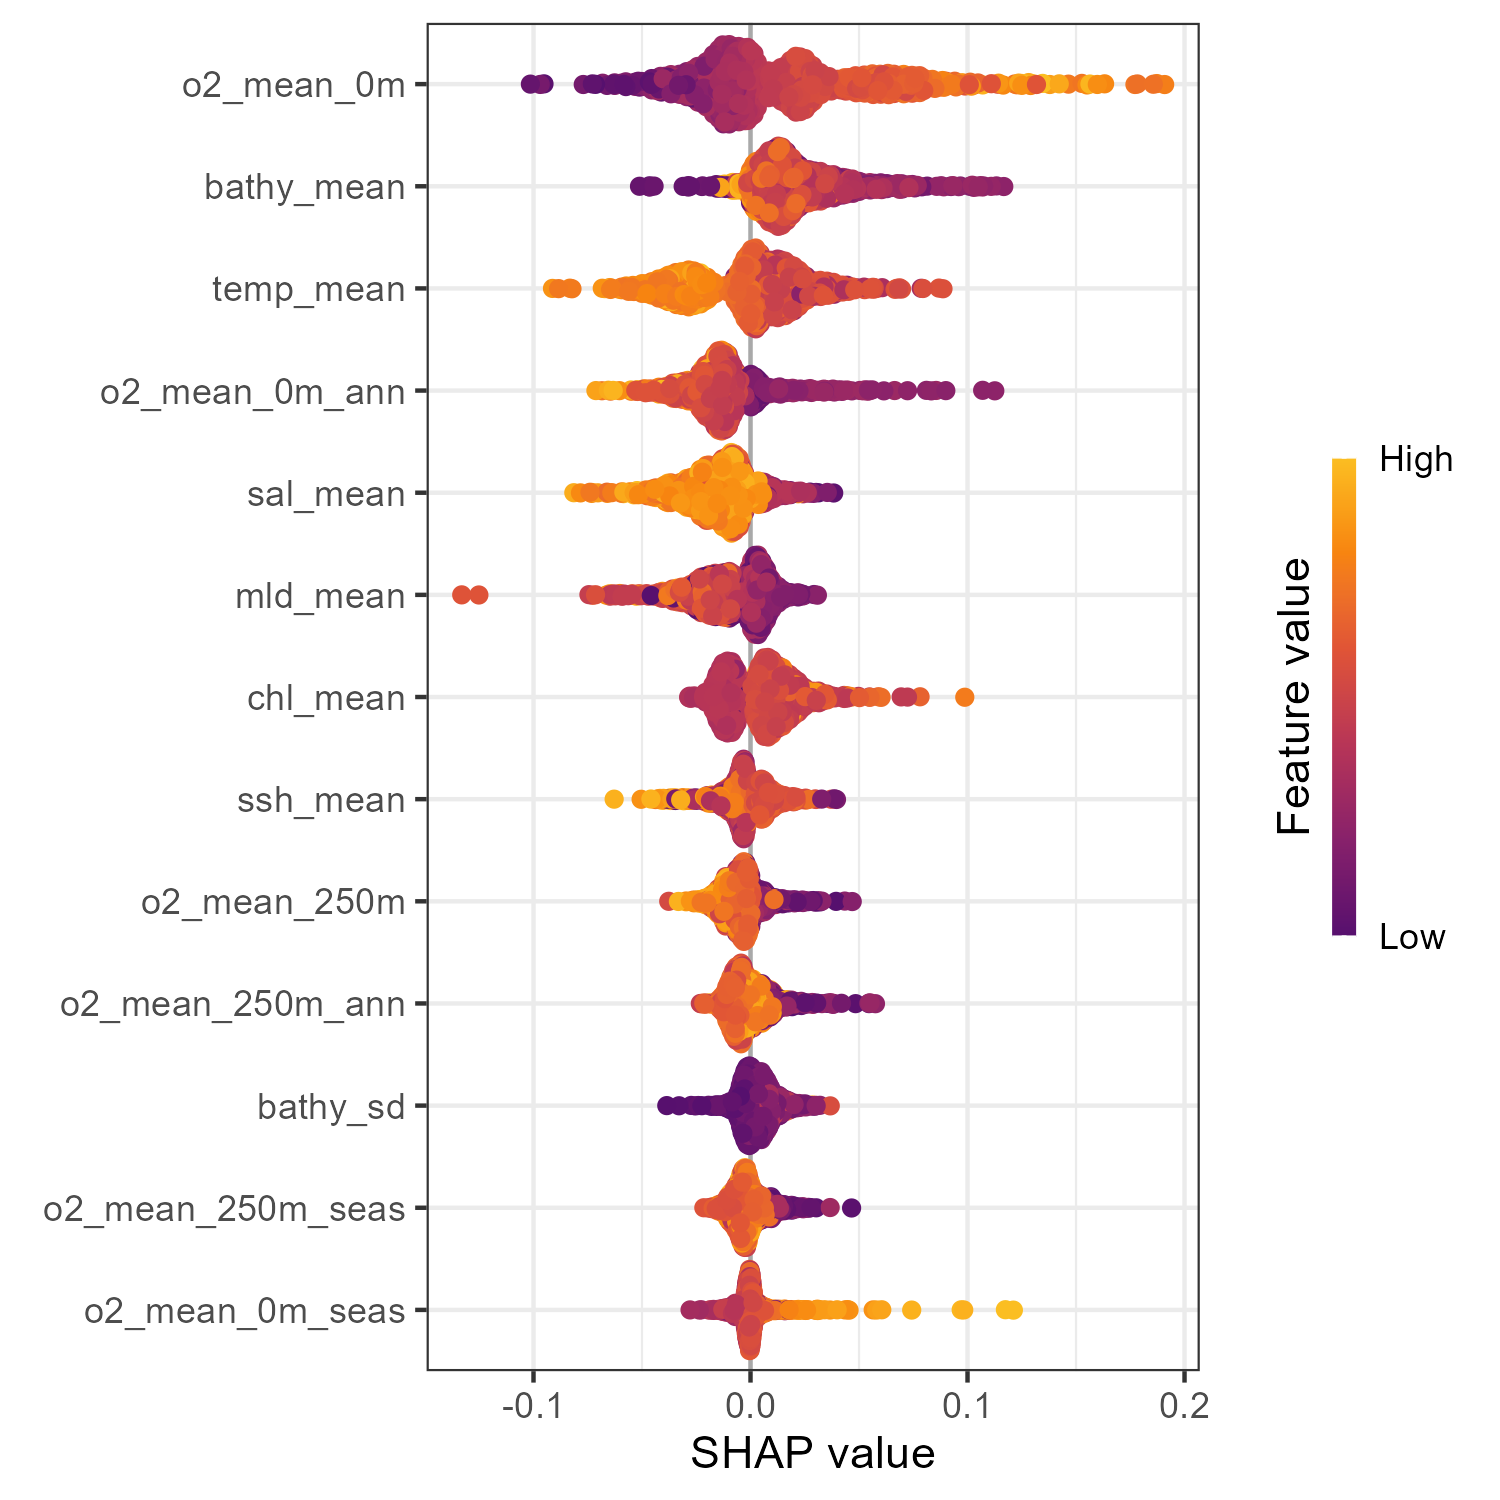 o2_mean_0m
bathy_mean
temp_mean
o2_mean_0m_ann
sal_mean
mld_mean
chl_mean
ssh_mean
o2_mean_250m
o2_mean_250m_ann
bathy_sd
o2_mean_250m_seas
o2_mean_0m_seas
-0.1 0.0 0.1 0.2
SHAP value
High
Feature value
Low